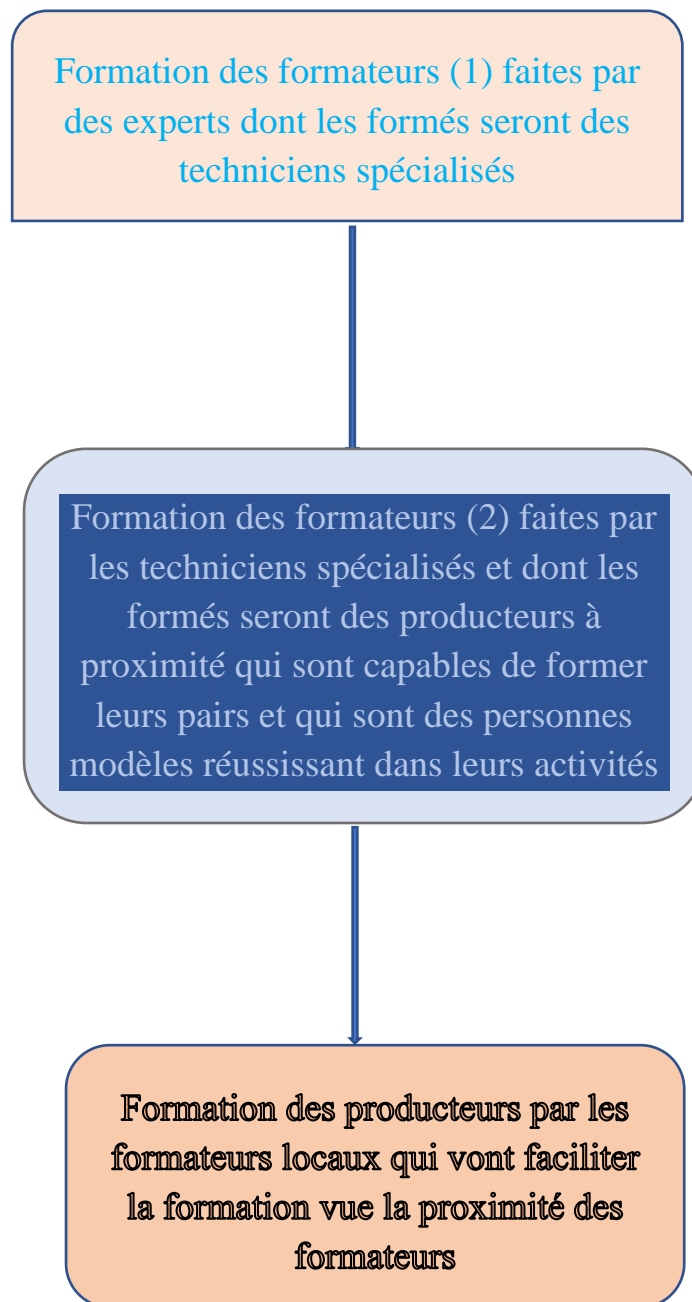 Formation des formateurs (1) faites par
des experts dont les formés seront des
techniciens spécialisés
Formation des formateurs (2) faites par
les techniciens spécialisés et dont les
formés seront des producteurs à
proximité qui sont capables de former
leurs pairs et qui sont des personnes
modèles réussissant dans leurs activités
Formation des producteurs par les
formateurs locaux qui vont faciliter
la formation vue la proximité des
formateurs